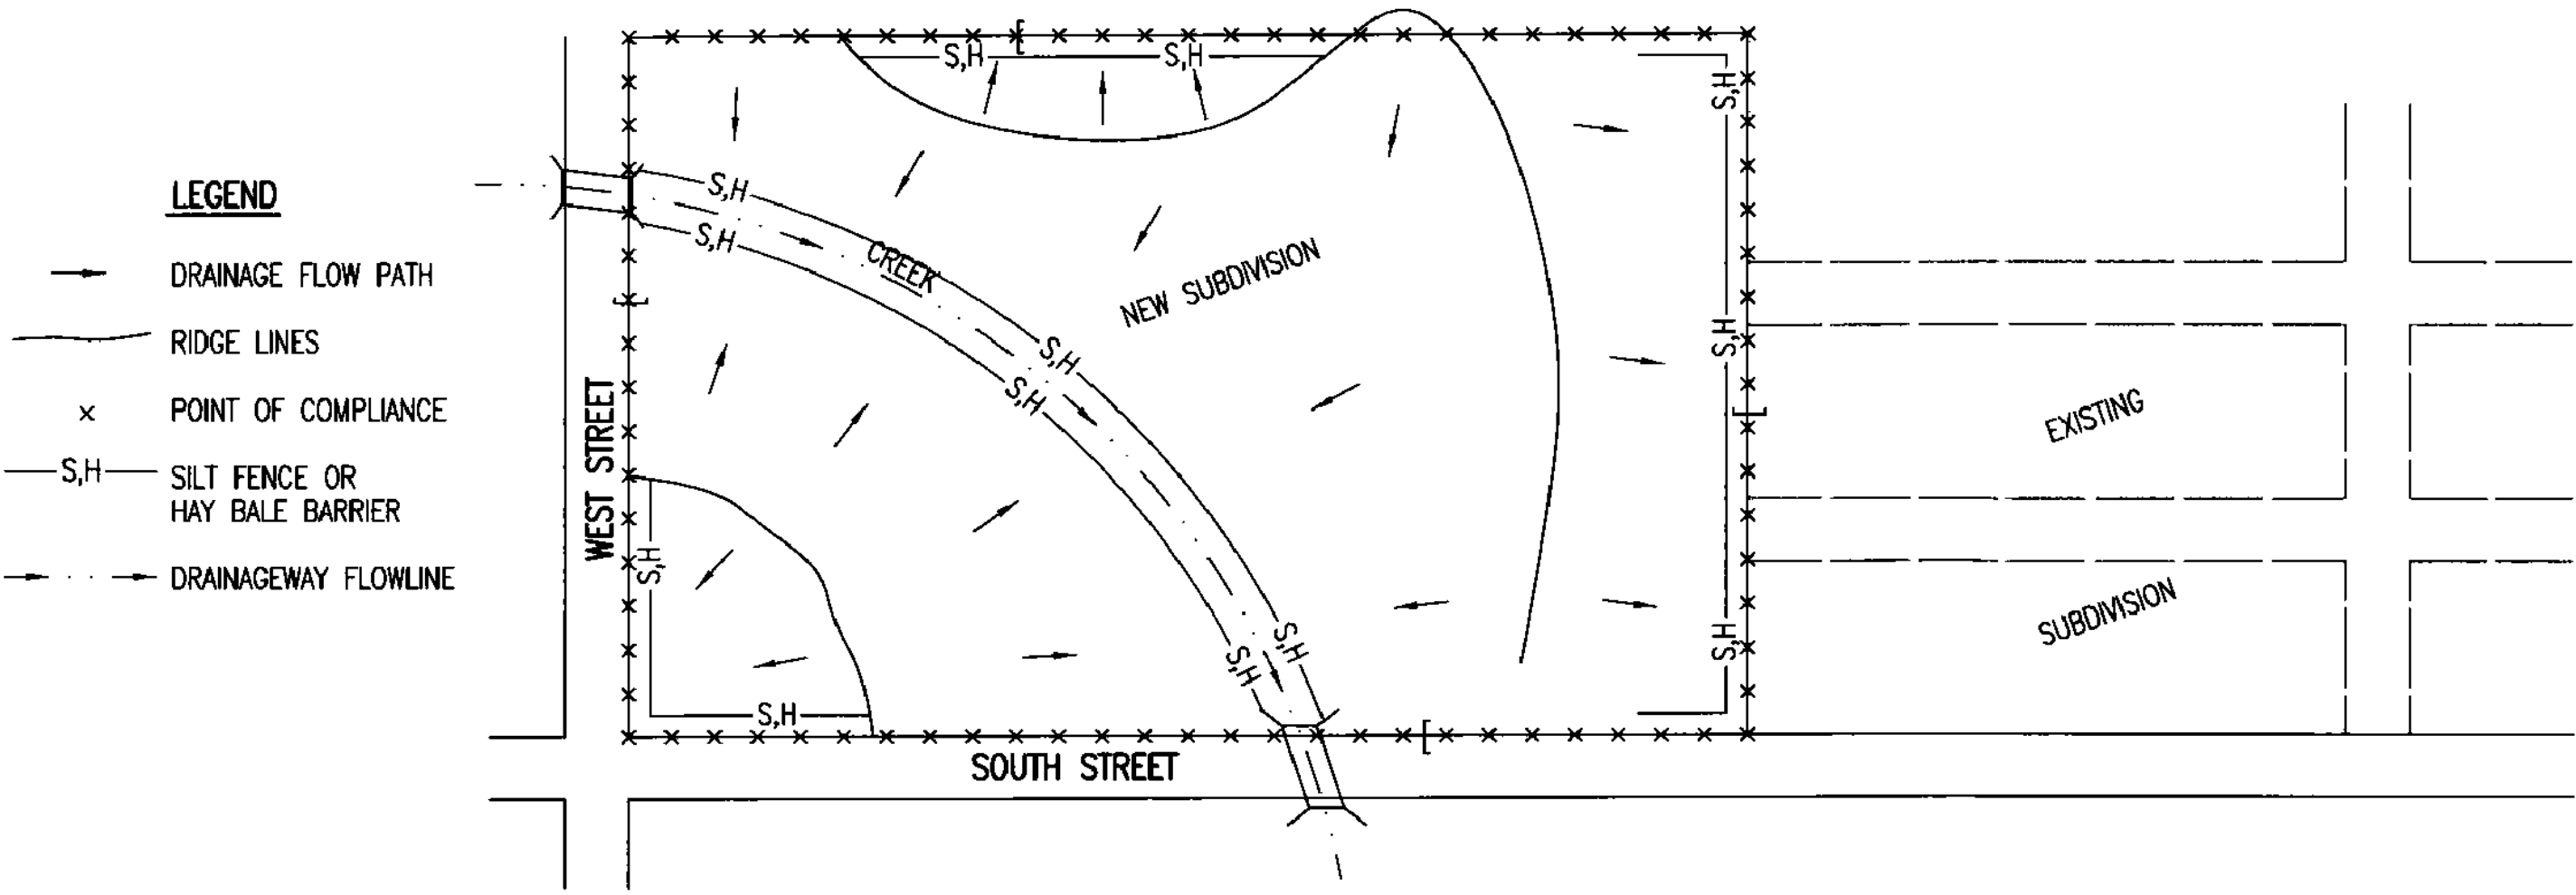 LEGEND
DRAINAGE FLOW PATH
RIDGE LINES
x POINT OF COMPLIANCE
S,H SILT FENCE OR
HAY BALE BARRIER
DRAINAGEWAY FLOWLINE
S,H
S,H
S,H
S,H
S,H
CREEK
NEW SUBDIVISION
S,H
S,H
S,H
WEST STREET
EXISTING
S,H
SUBDIVISION
S,H
S,H
S,H
S,H
SOUTH STREET